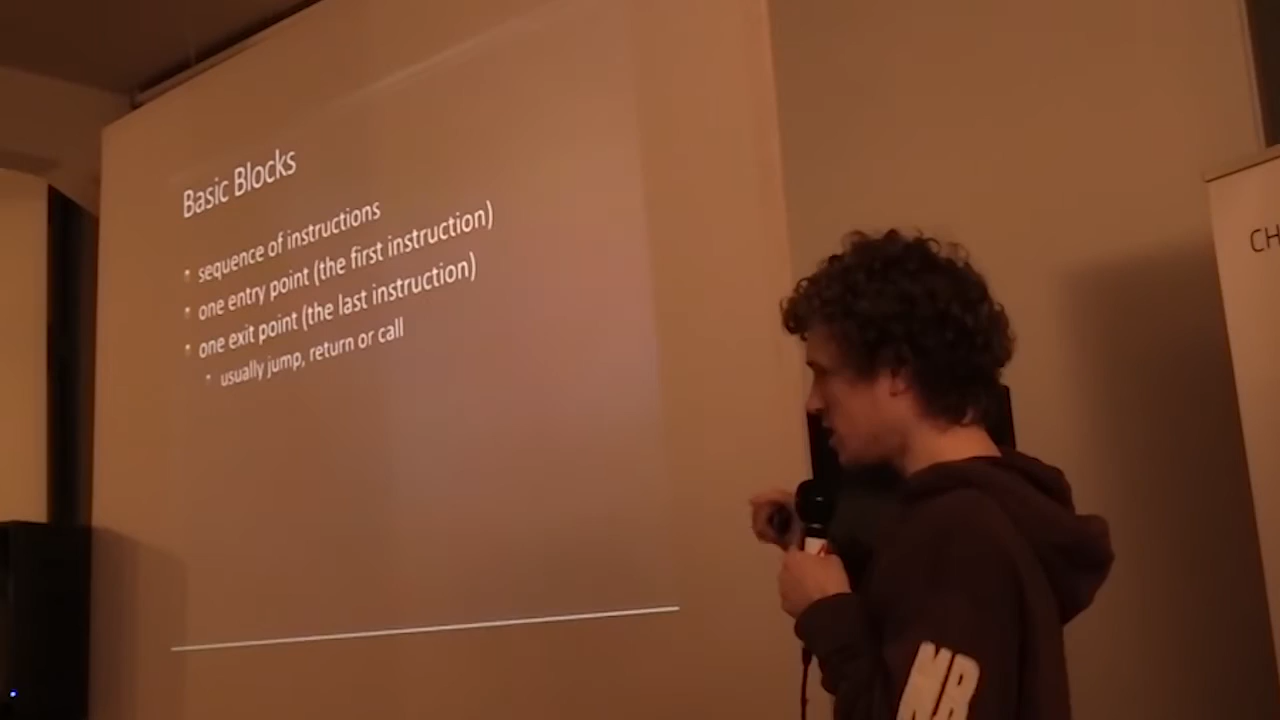 Basic Blocks
sequence of instructions
one entry point (the first instruction)
one exit point (the last instruction)
usually jump, return or call
CH